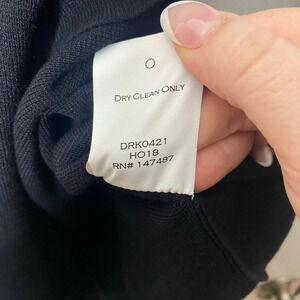 DRY CLEAN ONLY
DRK0421
HO18
RN# 147487